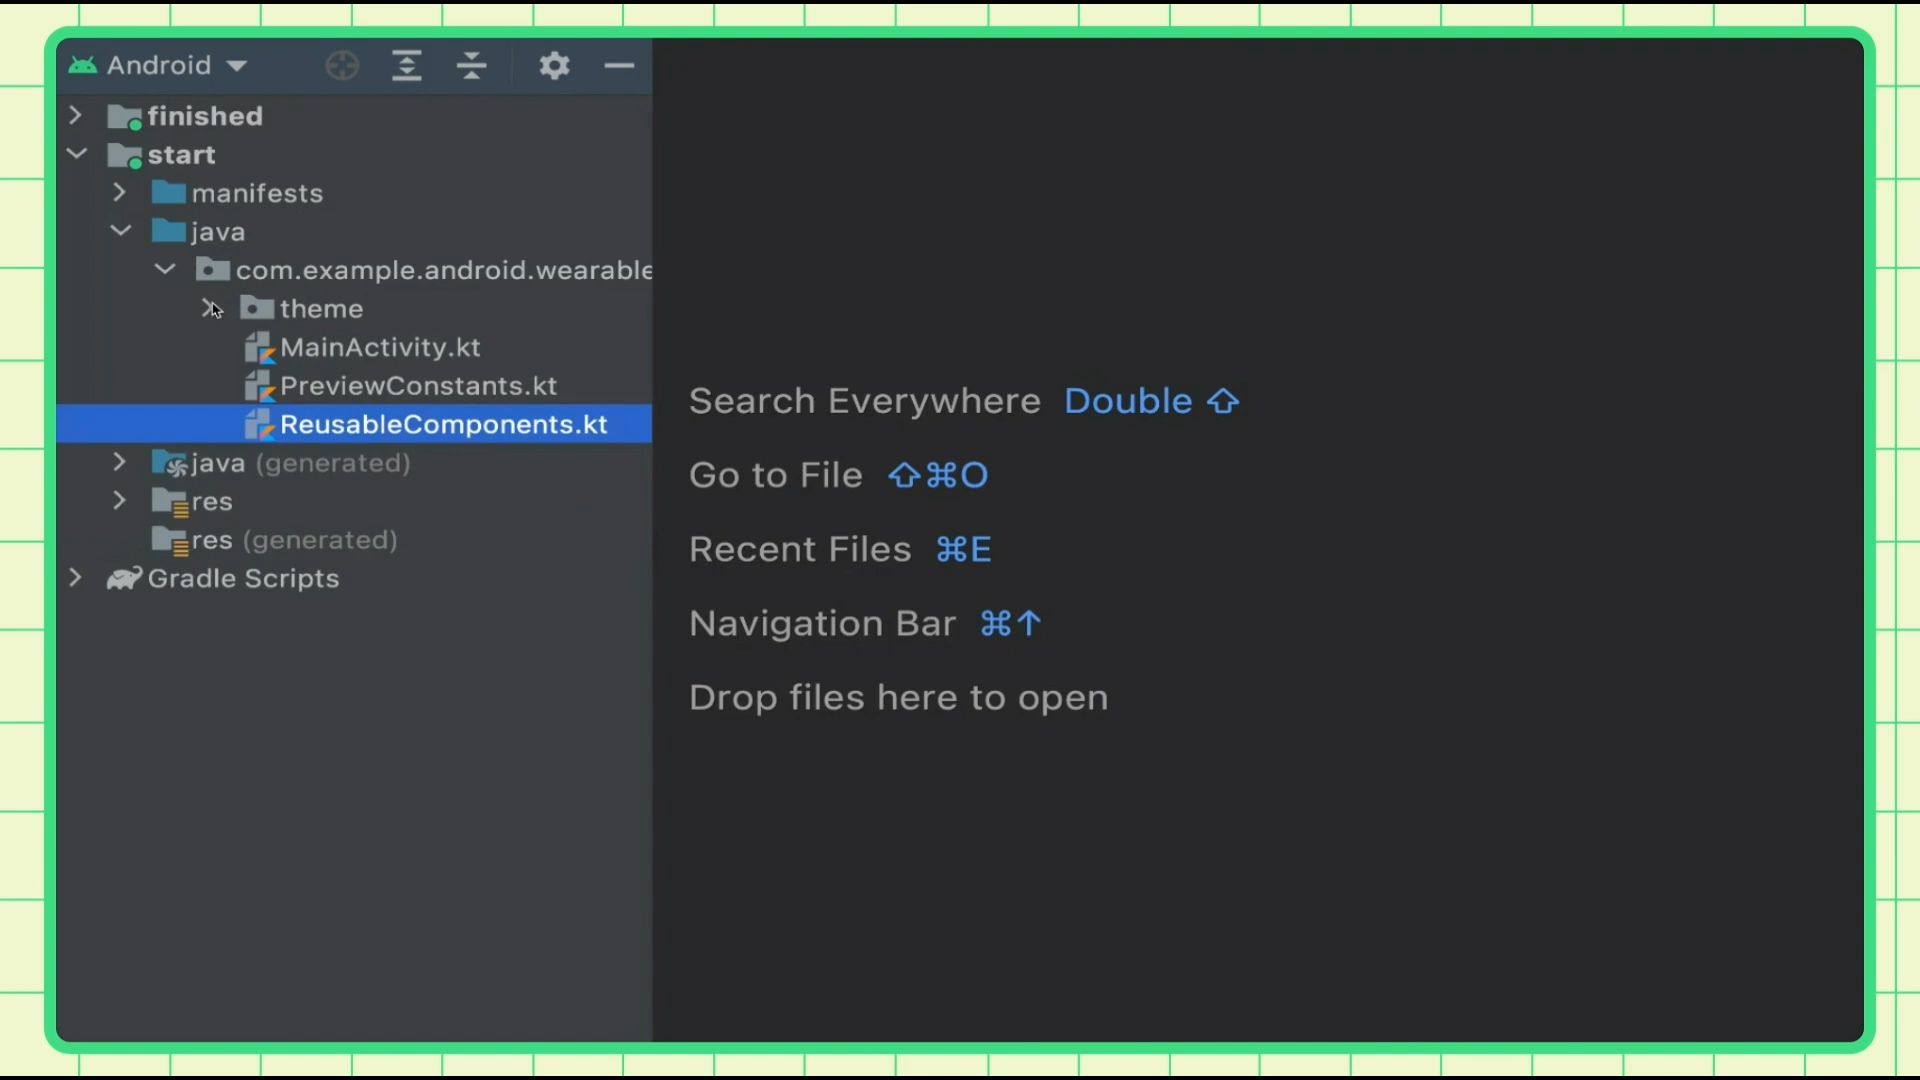 Android
finished
start
manifests
java
com.example.android.wearable
theme
MainActivity.kt
PreviewConstants.kt
ReusableComponents.kt
java (generated)
res
res (generated)
Gradle Scripts
Search Everywhere Double ⇧
Go to File ⇧⌘O
Recent Files ⌘E
Navigation Bar ⌘↑
Drop files here to open